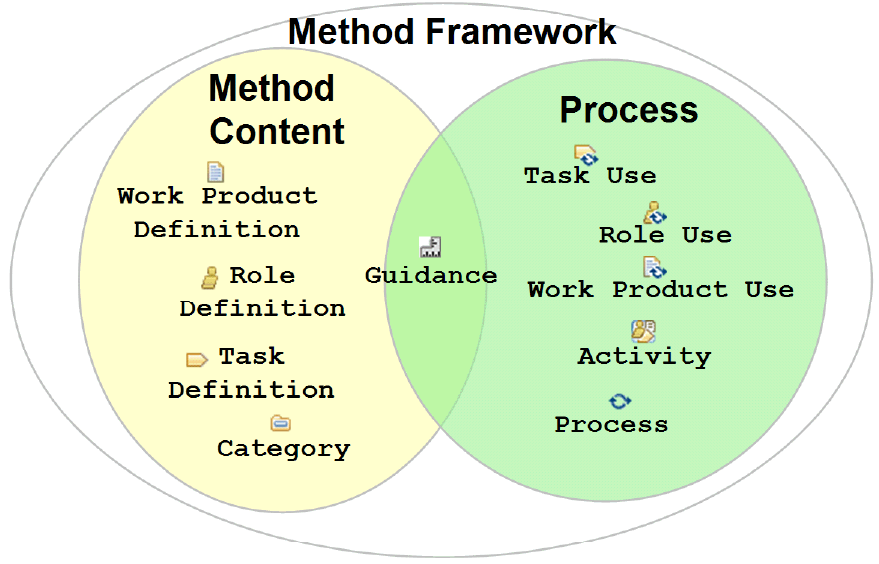 Method Framework
Method
Content
Work Product
Definition
Role
Definition
Task
Definition
Category
Guidance
Process
Task Use
Role Use
Work Product Use
Activity
Process